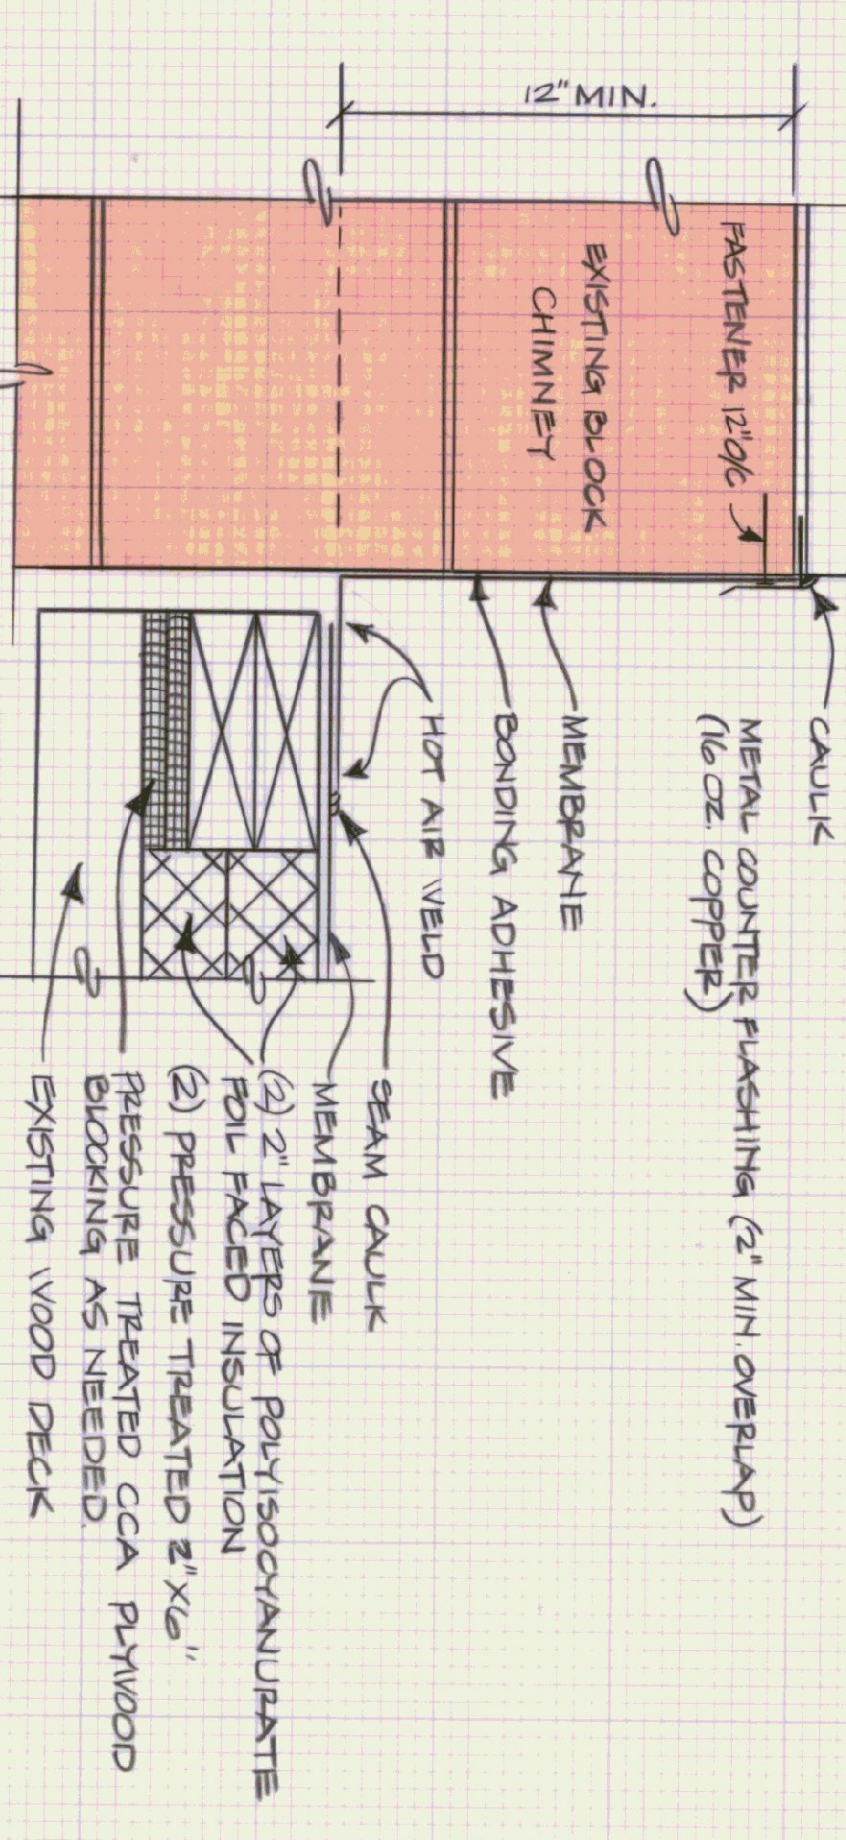 12" MIN.
FASTENER 12" O/C
EXISTING BLOCK
CHIMNEY
CAULK
METAL COUNTER FLASHING (2" MIN. OVERLAP)
(16 OZ. COPPER)
MEMBRANE
BONDING ADHESIVE
HOT AIR WELD
SEAM CAULK
MEMBRANE
(2) 2" LAYERS OF POLYISOCYANURATE
FOIL FACED INSULATION
(2) PRESSURE TREATED 2"X6"
PRESSURE TREATED CCA PLYWOOD
BLOCKING AS NEEDED.
EXISTING WOOD DECK